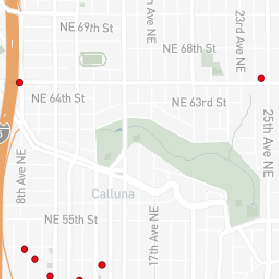 NE 69th St
NE 68th St
23rd Ave NE
NE 64th St
NE 63rd St
25th Ave NE
8th Ave NE
Calluna
NE 55th St
17th Ave NE